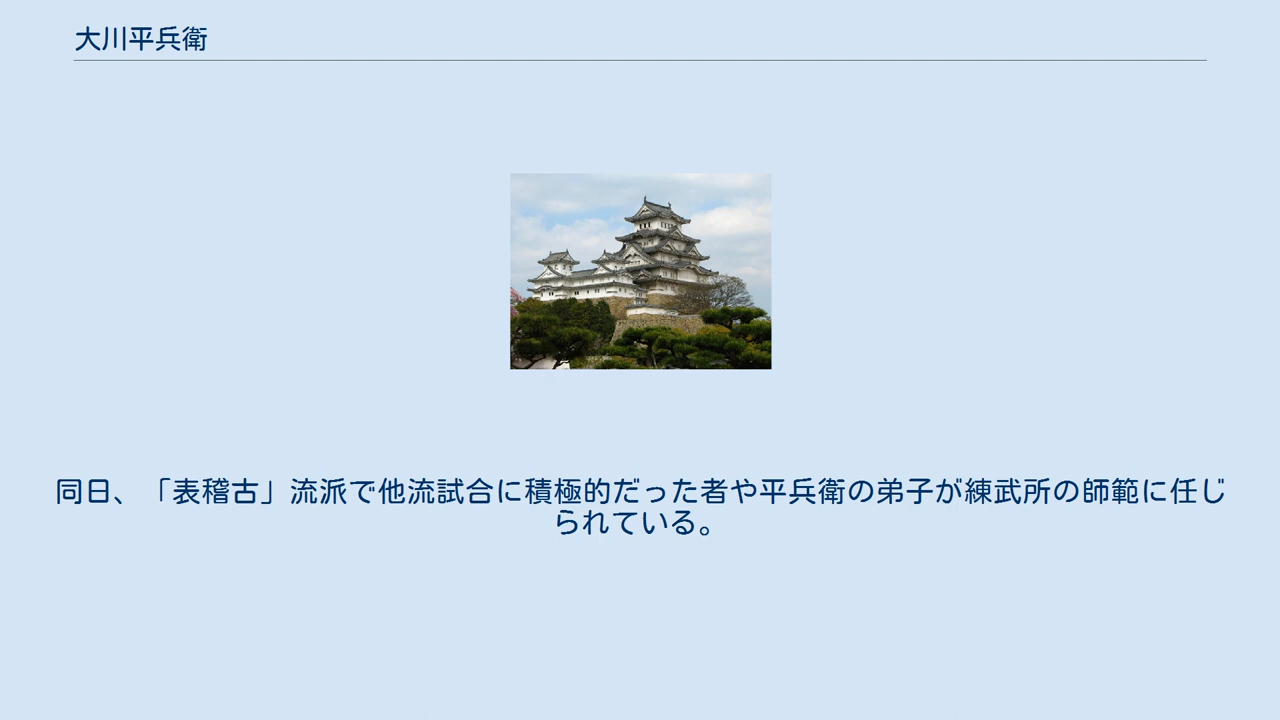 大川平兵衛
同日、「表稽古」流派で他流試合に積極的だった者や平兵衛の弟子が練武所の師範に任じ
られている。